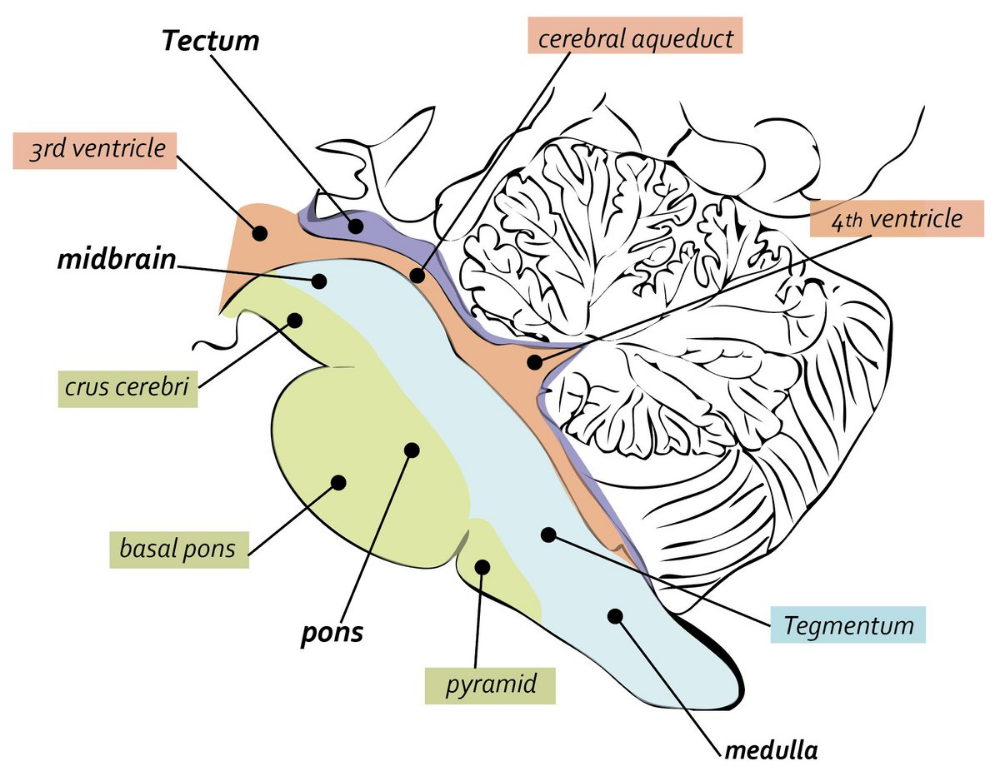 Tectum
cerebral aqueduct
3rd ventricle
4th ventricle
midbrain
crus cerebri
basal pons
pons
Tegmentum
pyramid
medulla